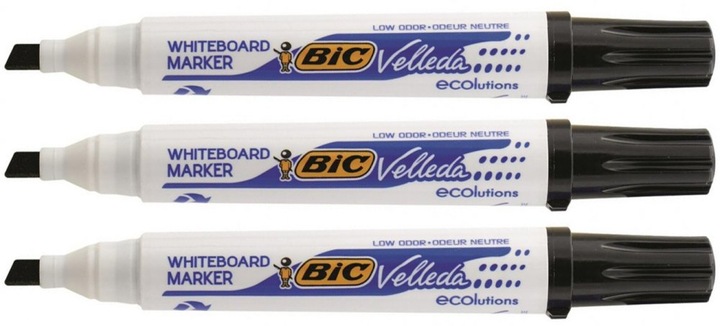 LOW ODOR•ODEUR NEUTRE
WHITEBOARD
MARKER
BiC Velleda
ecolutions
LOW ODOR•ODEUR NEUTRE
WHITEBOARD
MARKER
BiC Velleda
ecolutions
LOW ODOR•ODEUR NEUTRE
WHITEBOARD
MARKER
BiC Velleda
ecolutions